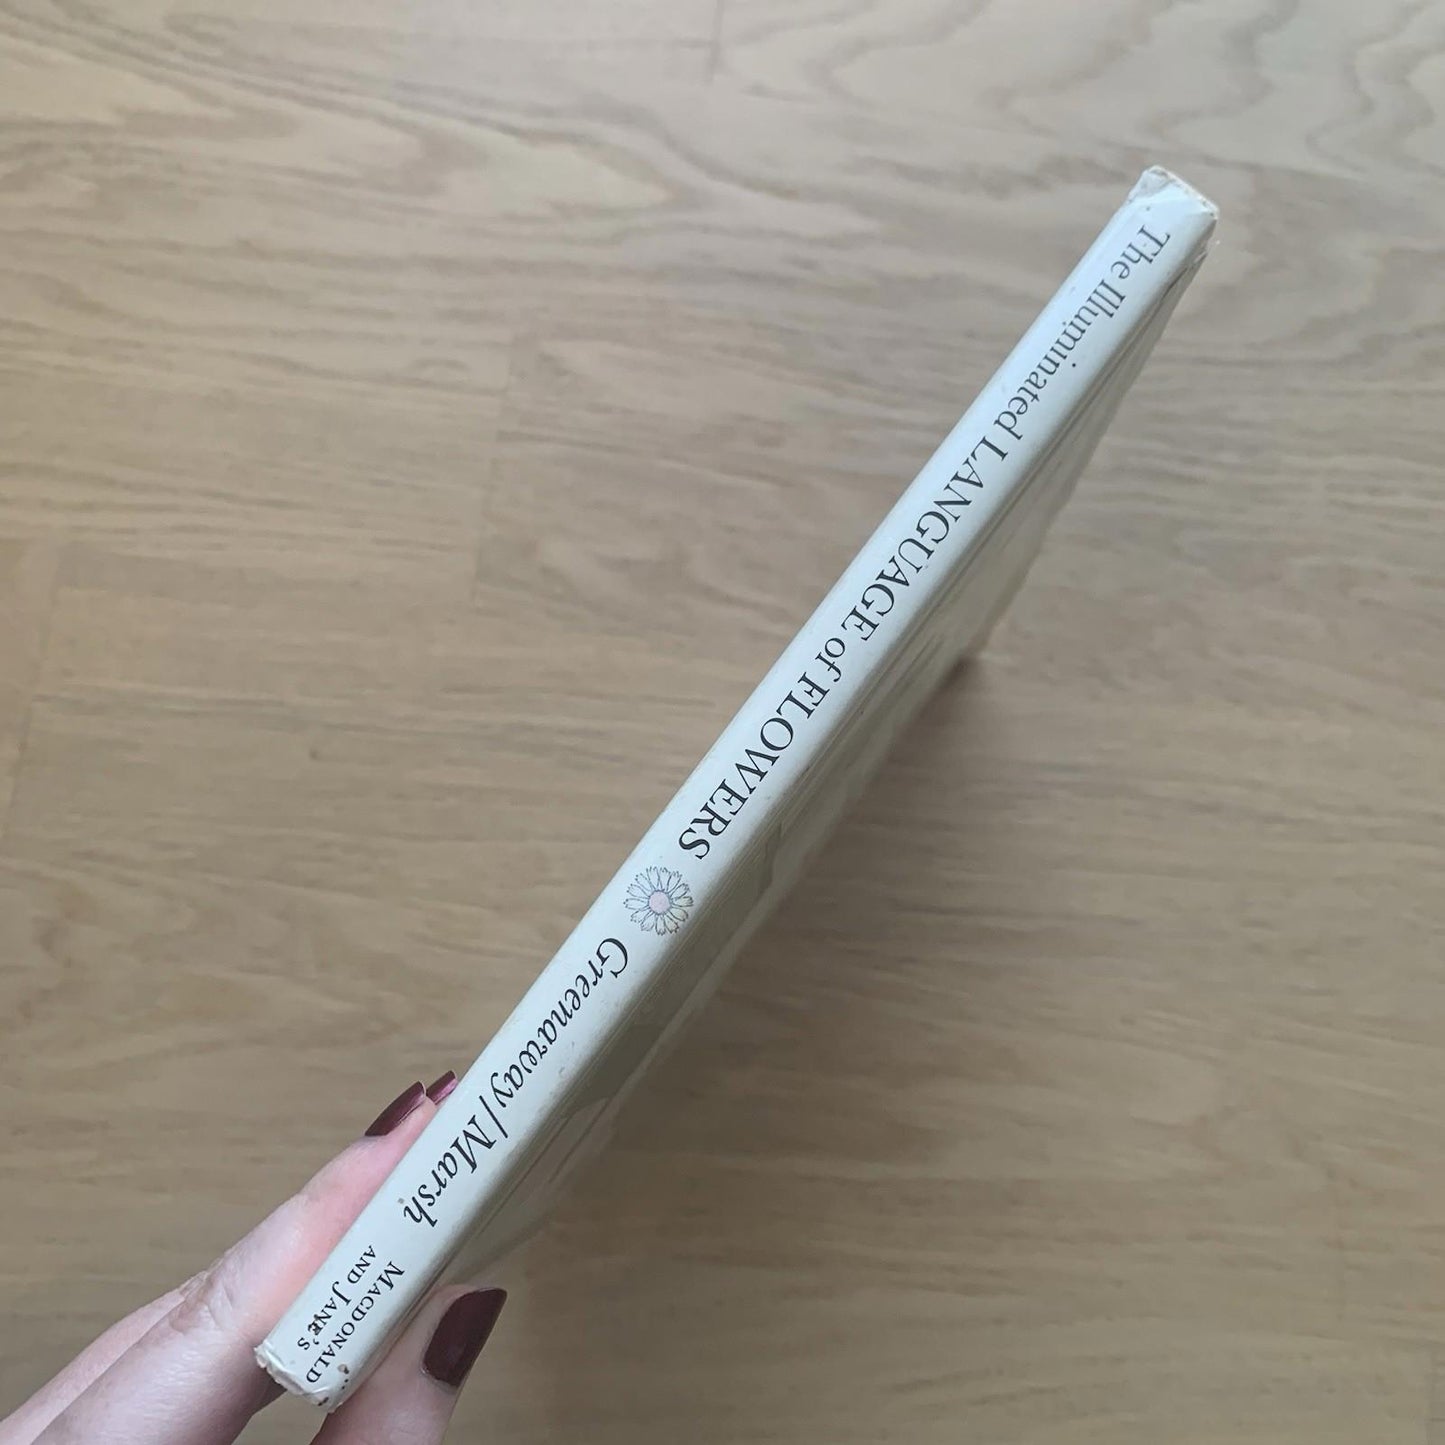 The Illuminated LANGUAGE of FLOWERS Greenaway/Marsh
MACDONALD
AND JANE'S